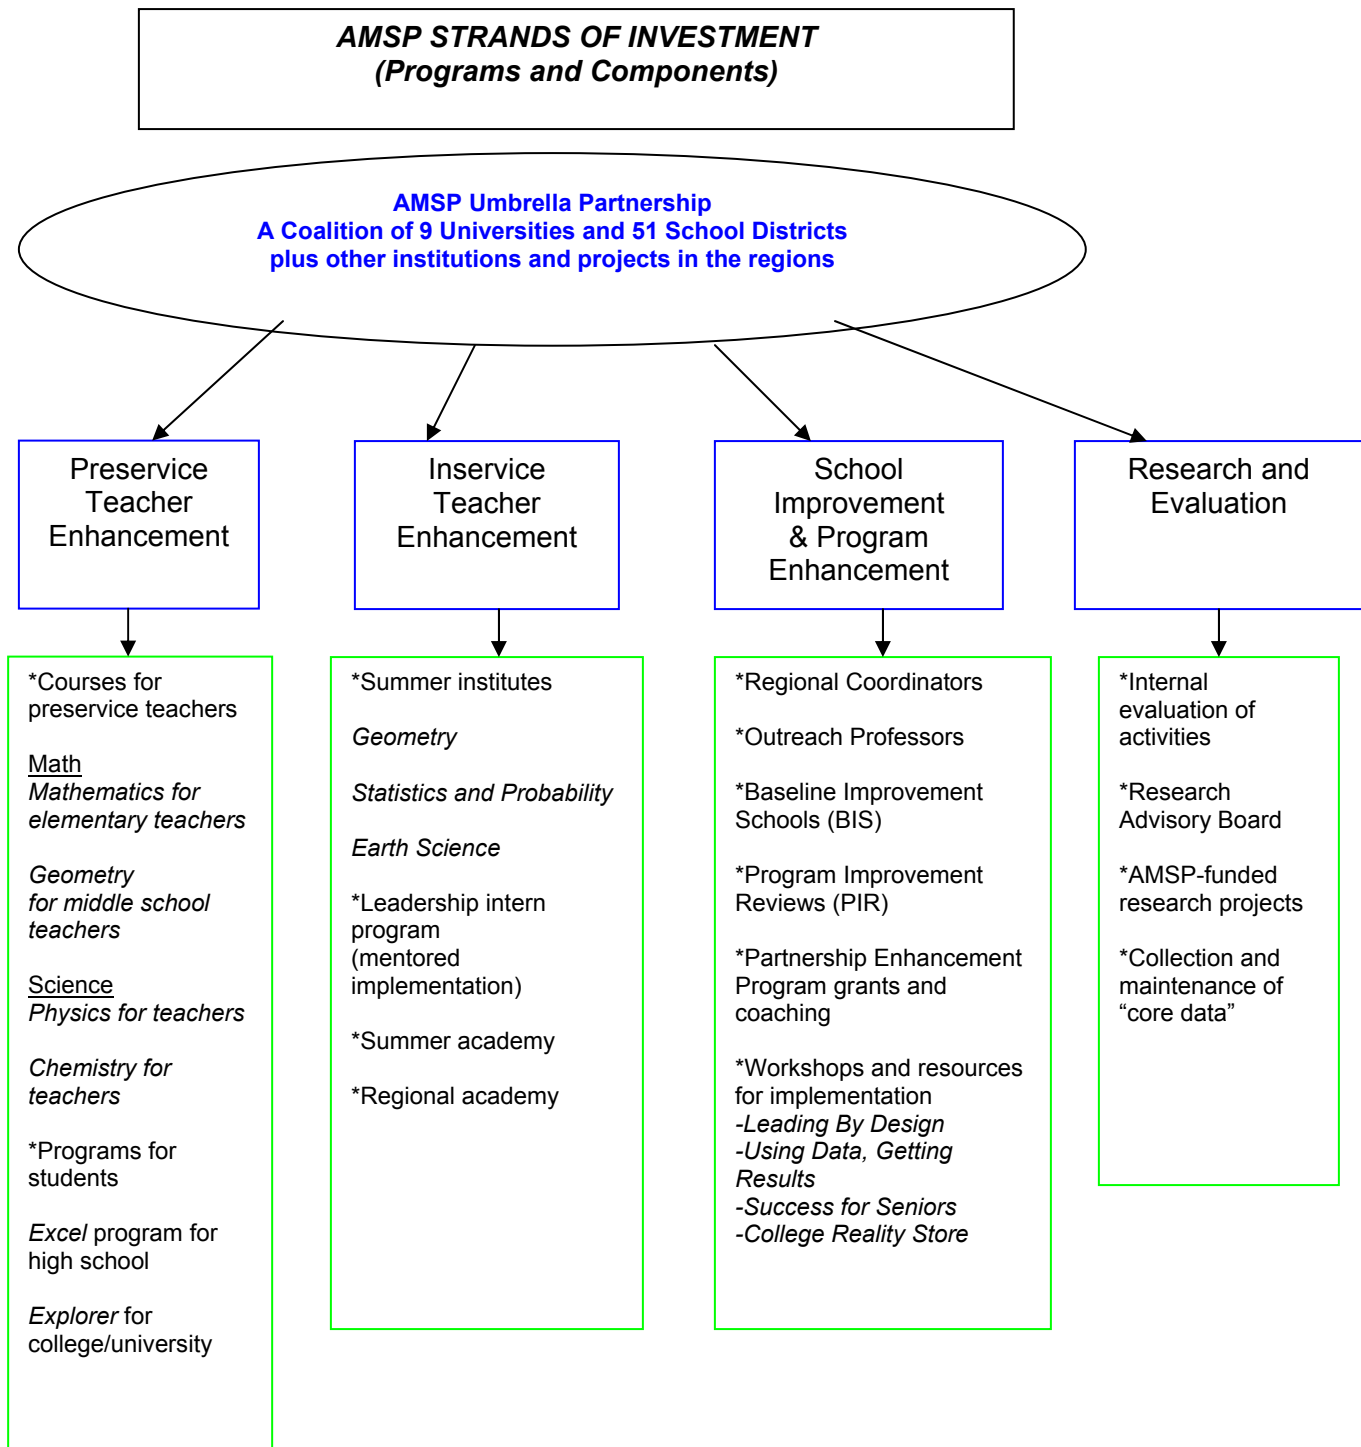 AMSP STRANDS OF INVESTMENT
(Programs and Components)
AMSP Umbrella Partnership
A Coalition of 9 Universities and 51 School Districts
plus other institutions and projects in the regions
Preservice
Teacher
Enhancement
Inservice
Teacher
Enhancement
School
Improvement
& Program
Enhancement
Research and
Evaluation
*Courses for
preservice teachers
Math
Mathematics for
elementary teachers
Geometry
for middle school
teachers
Science
Physics for teachers
Chemistry for
teachers
*Programs for
students
Excel program for
high school
Explorer for
college/university
*Summer institutes
Geometry
Statistics and Probability
Earth Science
*Leadership intern
program
(mentored
implementation)
*Summer academy
*Regional academy
*Regional Coordinators
*Outreach Professors
*Baseline Improvement
Schools (BIS)
*Program Improvement
Reviews (PIR)
*Partnership Enhancement
Program grants and
coaching
*Workshops and resources
for implementation
-Leading By Design
-Using Data, Getting
Results
-Success for Seniors
-College Reality Store
*Internal
evaluation of
activities
*Research
Advisory Board
*AMSP-funded
research projects
*Collection and
maintenance of
“core data”